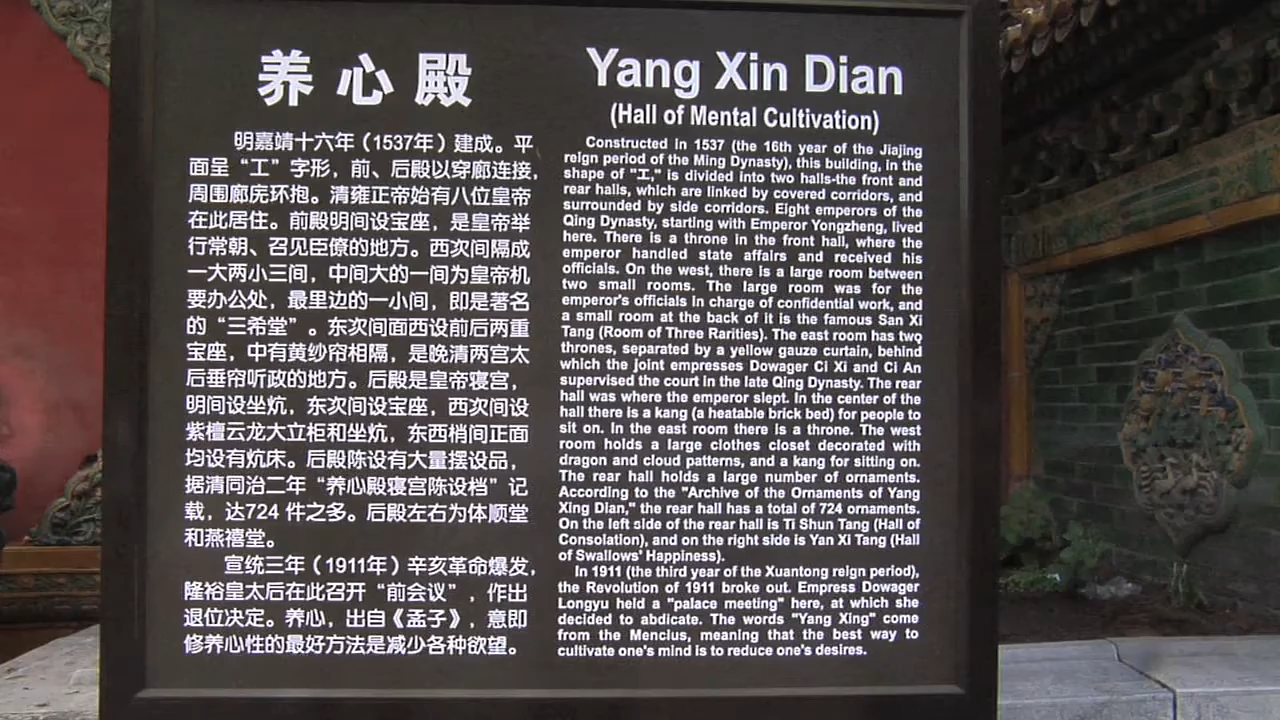 养心殿
明嘉靖十六年（1537年）建成。平
面呈“工”字形，前、后殿以穿廊连接，
周围廊庑环抱。清雍正帝始有八位皇帝
在此居住。前殿明间设宝座，是皇帝举
行常朝、召见臣僚的地方。西次间隔成
一大两小三间，中间大的一间为皇帝机
要办公处，最里边的一小间，即是著名
的“三希堂”。东次间面西设前后两重
宝座，中有黄纱帘相隔，是晚清两宫太
后垂帘听政的地方。后殿是皇帝寝宫，
明间设坐炕，东次间设宝座，西次间设
紫檀云龙大立柜和坐炕，东西梢间正面
均设有炕床。后殿陈设有大量摆设品，
据清同治二年“养心殿寝宫陈设档”记
载，达724 件之多。后殿左右为体顺堂
和燕禧堂。
宣统三年（1911年）辛亥革命爆发，
隆裕皇太后在此召开“前会议”，作出
退位决定。养心，出自《孟子》，意即
修养心性的最好方法是减少各种欲望。
Yang Xin Dian
(Hall of Mental Cultivation)
Constructed in 1537 (the 16th year of the Jiajing
reign period of the Ming Dynasty), this building, in the
shape of "工," is divided into two halls-the front and
rear halls, which are linked by covered corridors, and
surrounded by side corridors. Eight emperors of the
Qing Dynasty, starting with Emperor Yongzheng, lived
here. There is a throne in the front hall, where the
emperor handled state affairs and received his
officials. On the west, there is a large room between
two small rooms. The large room was for the
emperor's officials in charge of confidential work, and
a small room at the back of it is the famous San Xi
Tang (Room of Three Rarities). The east room has two
thrones, separated by a yellow gauze curtain, behind
which the joint empresses Dowager Ci Xi and Ci An
supervised the court in the late Qing Dynasty. The rear
hall was where the emperor slept. In the center of the
hall there is a kang (a heatable brick bed) for people to
sit on. In the east room there is a throne. The west
room holds a large clothes closet decorated with
dragon and cloud patterns, and a kang for sitting on.
The rear hall holds a large number of ornaments.
According to the "Archive of the Ornaments of Yang
Xing Dian," the rear hall has a total of 724 ornaments.
On the left side of the rear hall is Ti Shun Tang (Hall of
Consolation), and on the right side is Yan Xi Tang (Hall
of Swallows' Happiness).
In 1911 (the third year of the Xuantong reign period),
the Revolution of 1911 broke out. Empress Dowager
Longyu held a "palace meeting" here, at which she
decided to abdicate. The words "Yang Xing" come
from the Mencius, meaning that the best way to
cultivate one's mind is to reduce one's desires.